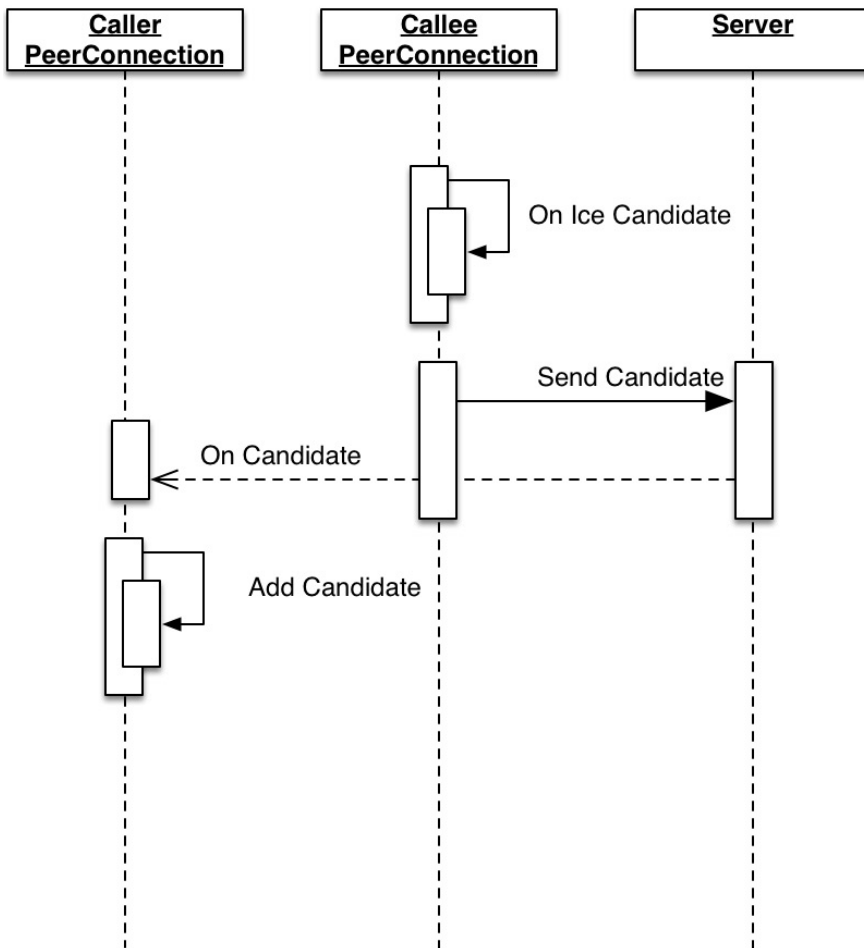 Caller
PeerConnection
Callee
PeerConnection
Server
On Ice Candidate
Send Candidate
On Candidate
Add Candidate